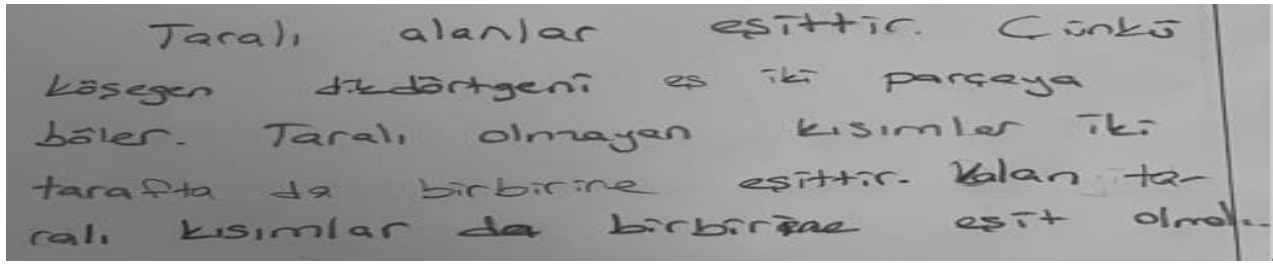 Taralı alanlar eşittir. Çünkü
köşegen dikdörtgeni eş iki parçaya
böler. Taralı olmayan kısımlar iki
tarafta da birbirine eşittir. Kalan ta-
ralı kısımlar da birbirine eşit olmalı.